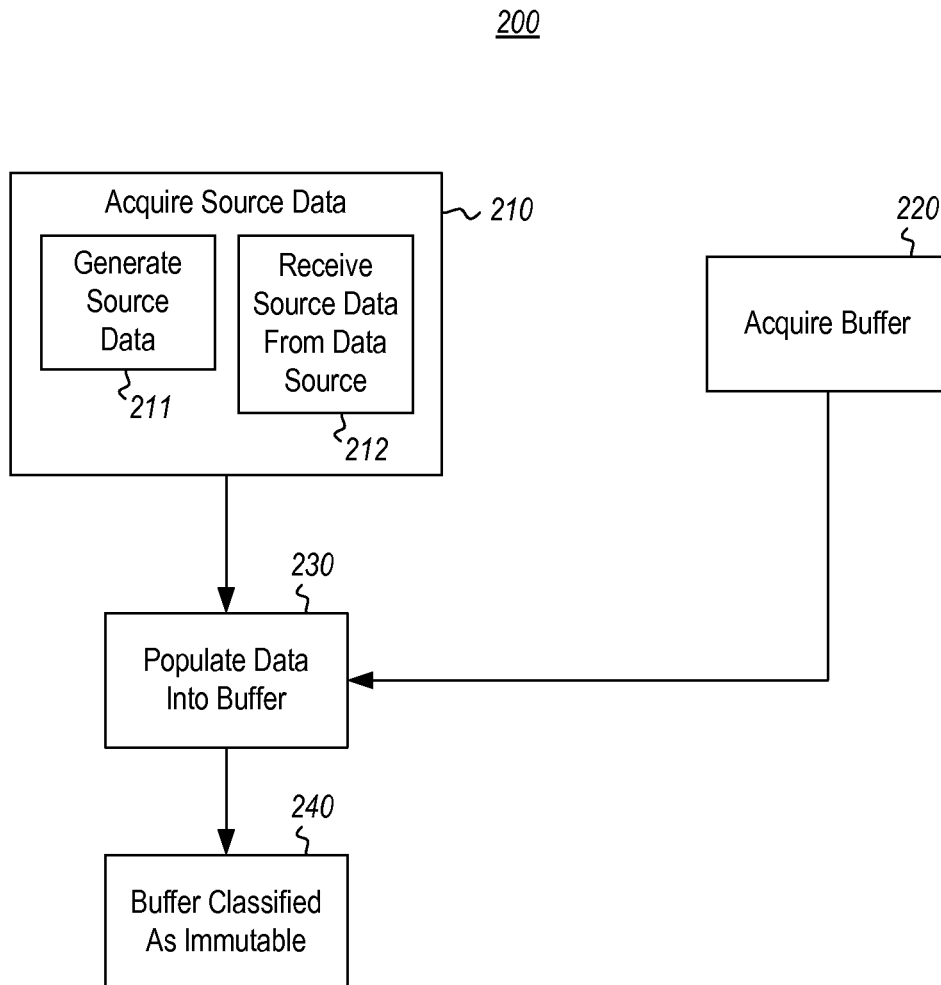 200
Acquire Source Data
210
Generate
Source
Data
211
Receive
Source Data
From Data
Source
212
220
Acquire Buffer
230
Populate Data
Into Buffer
240
Buffer Classified
As Immutable